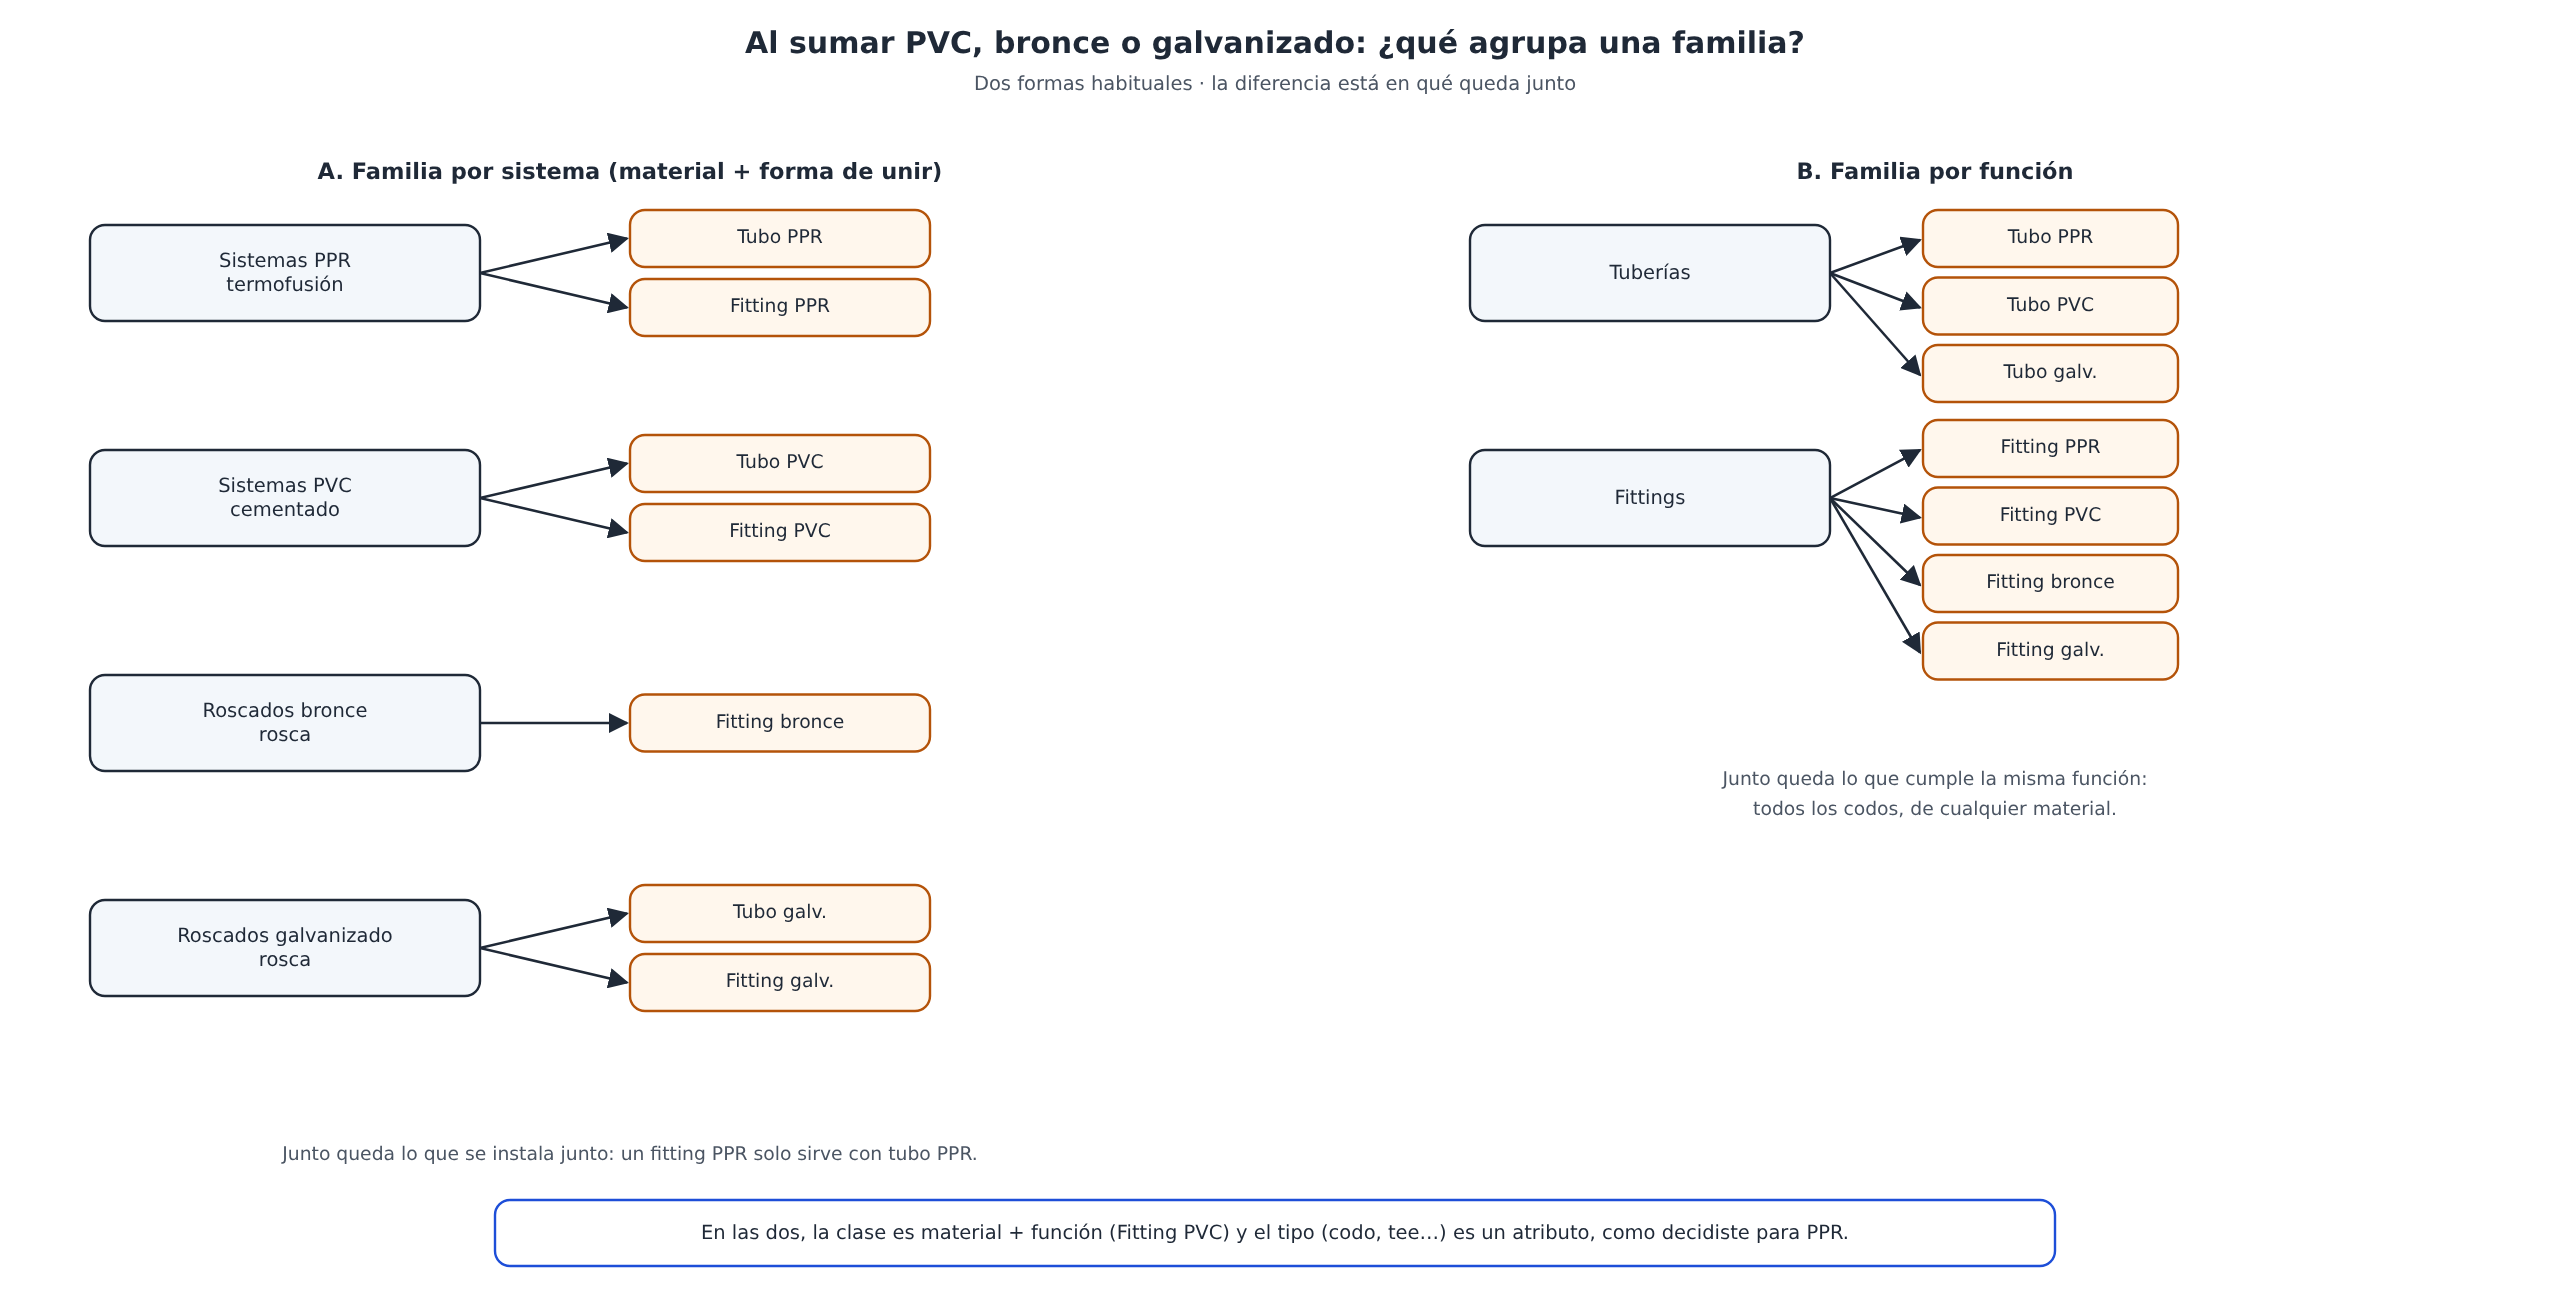 Al sumar PVC, bronce o galvanizado: ¿qué agrupa una familia?
Dos formas habituales · la diferencia está en qué queda junto
A. Familia por sistema (material + forma de unir)
Sistemas PPR
termofusión
Tubo PPR
Fitting PPR
Sistemas PVC
cementado
Tubo PVC
Fitting PVC
Roscados bronce
rosca
Fitting bronce
Roscados galvanizado
rosca
Tubo galv.
Fitting galv.
Junto queda lo que se instala junto: un fitting PPR solo sirve con tubo PPR.
B. Familia por función
Tuberías
Tubo PPR
Tubo PVC
Tubo galv.
Fittings
Fitting PPR
Fitting PVC
Fitting bronce
Fitting galv.
Junto queda lo que cumple la misma función:
todos los codos, de cualquier material.
En las dos, la clase es material + función (Fitting PVC) y el tipo (codo, tee…) es un atributo, como decidiste para PPR.